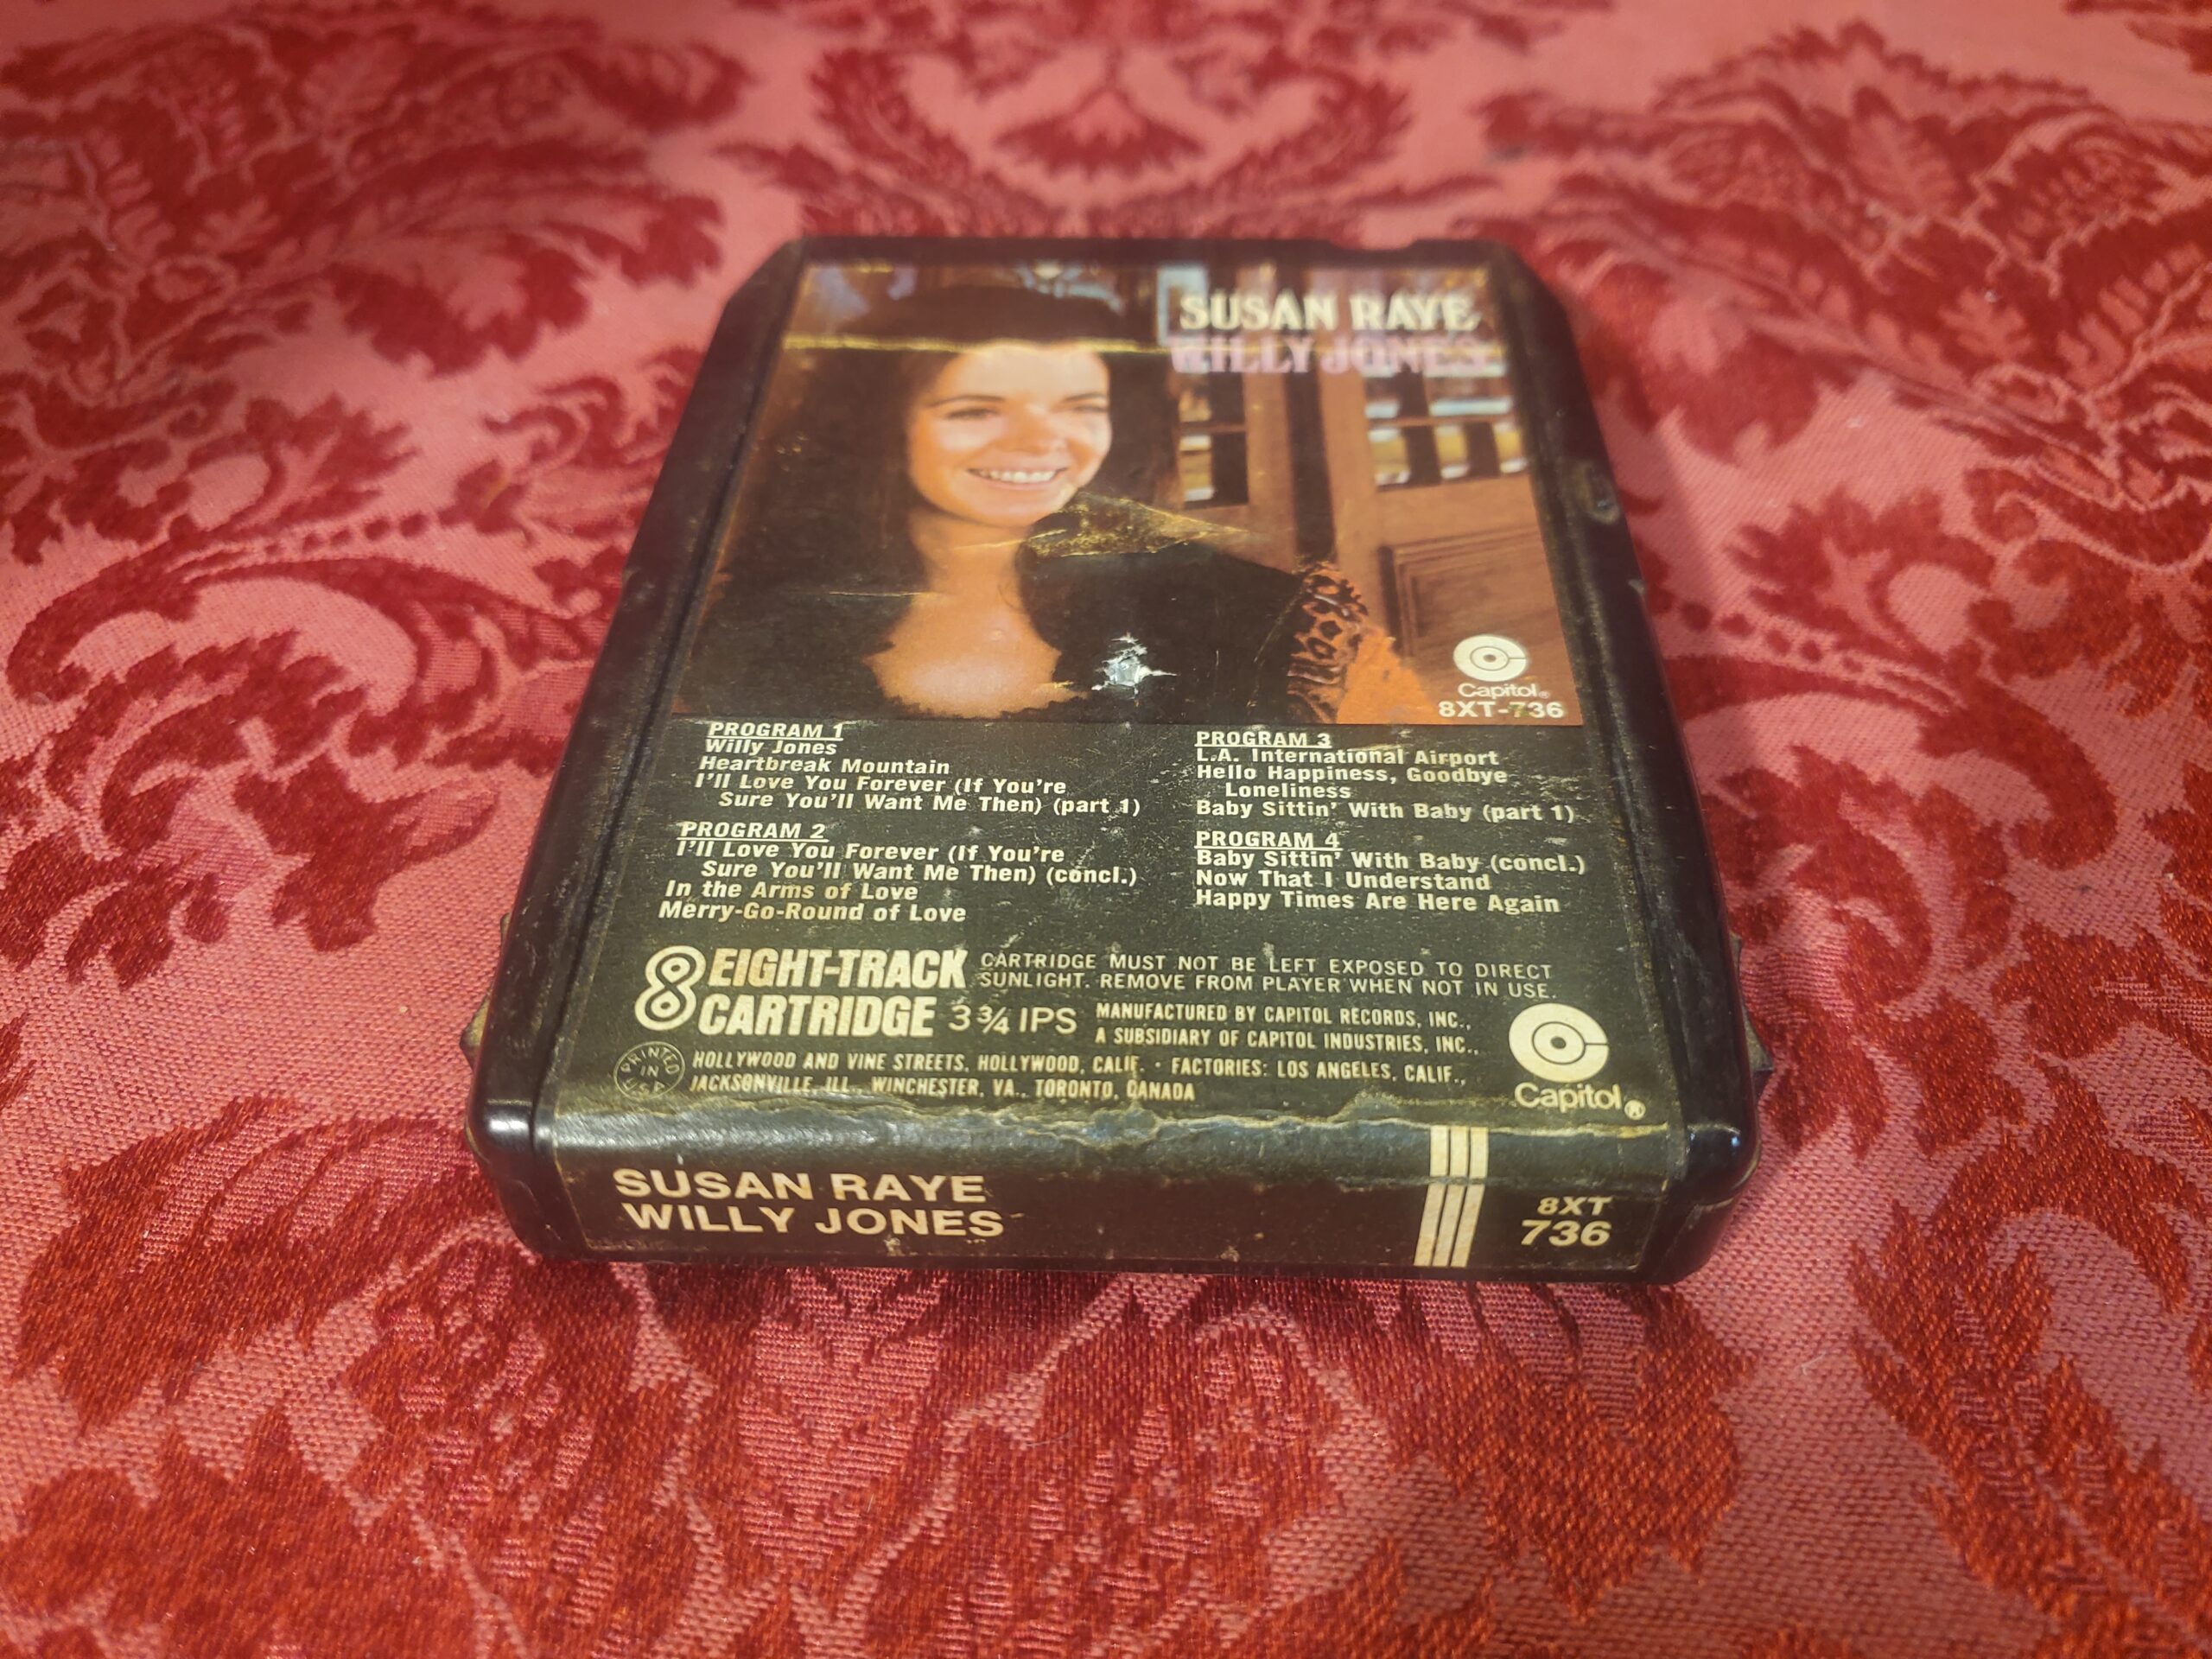 SUSAN RAYE
WILLY JONES
Capitol®
8XT-736
PROGRAM 1
Willy Jones
Heartbreak Mountain
I'll Love You Forever (If You're
Sure You'll Want Me Then) (part 1)
PROGRAM 2
I'll Love You Forever (If You're
Sure You'll Want Me Then) (concl.)
In the Arms of Love
Merry-Go-Round of Love
PROGRAM 3
L.A. International Airport
Hello Happiness, Goodbye
Loneliness
Baby Sittin' With Baby (part 1)
PROGRAM 4
Baby Sittin' With Baby (concl.)
Now That I Understand
Happy Times Are Here Again
8 EIGHT-TRACK
CARTRIDGE 3 3/4 IPS
CARTRIDGE MUST NOT BE LEFT EXPOSED TO DIRECT
SUNLIGHT. REMOVE FROM PLAYER WHEN NOT IN USE.
MANUFACTURED BY CAPITOL RECORDS, INC.,
A SUBSIDIARY OF CAPITOL INDUSTRIES, INC.,
HOLLYWOOD AND VINE STREETS, HOLLYWOOD, CALIF. • FACTORIES: LOS ANGELES, CALIF.,
JACKSONVILLE, ILL., WINCHESTER, VA., TORONTO, CANADA
PRINTED
IN
USA
Capitol®
SUSAN RAYE
WILLY JONES
8XT
736